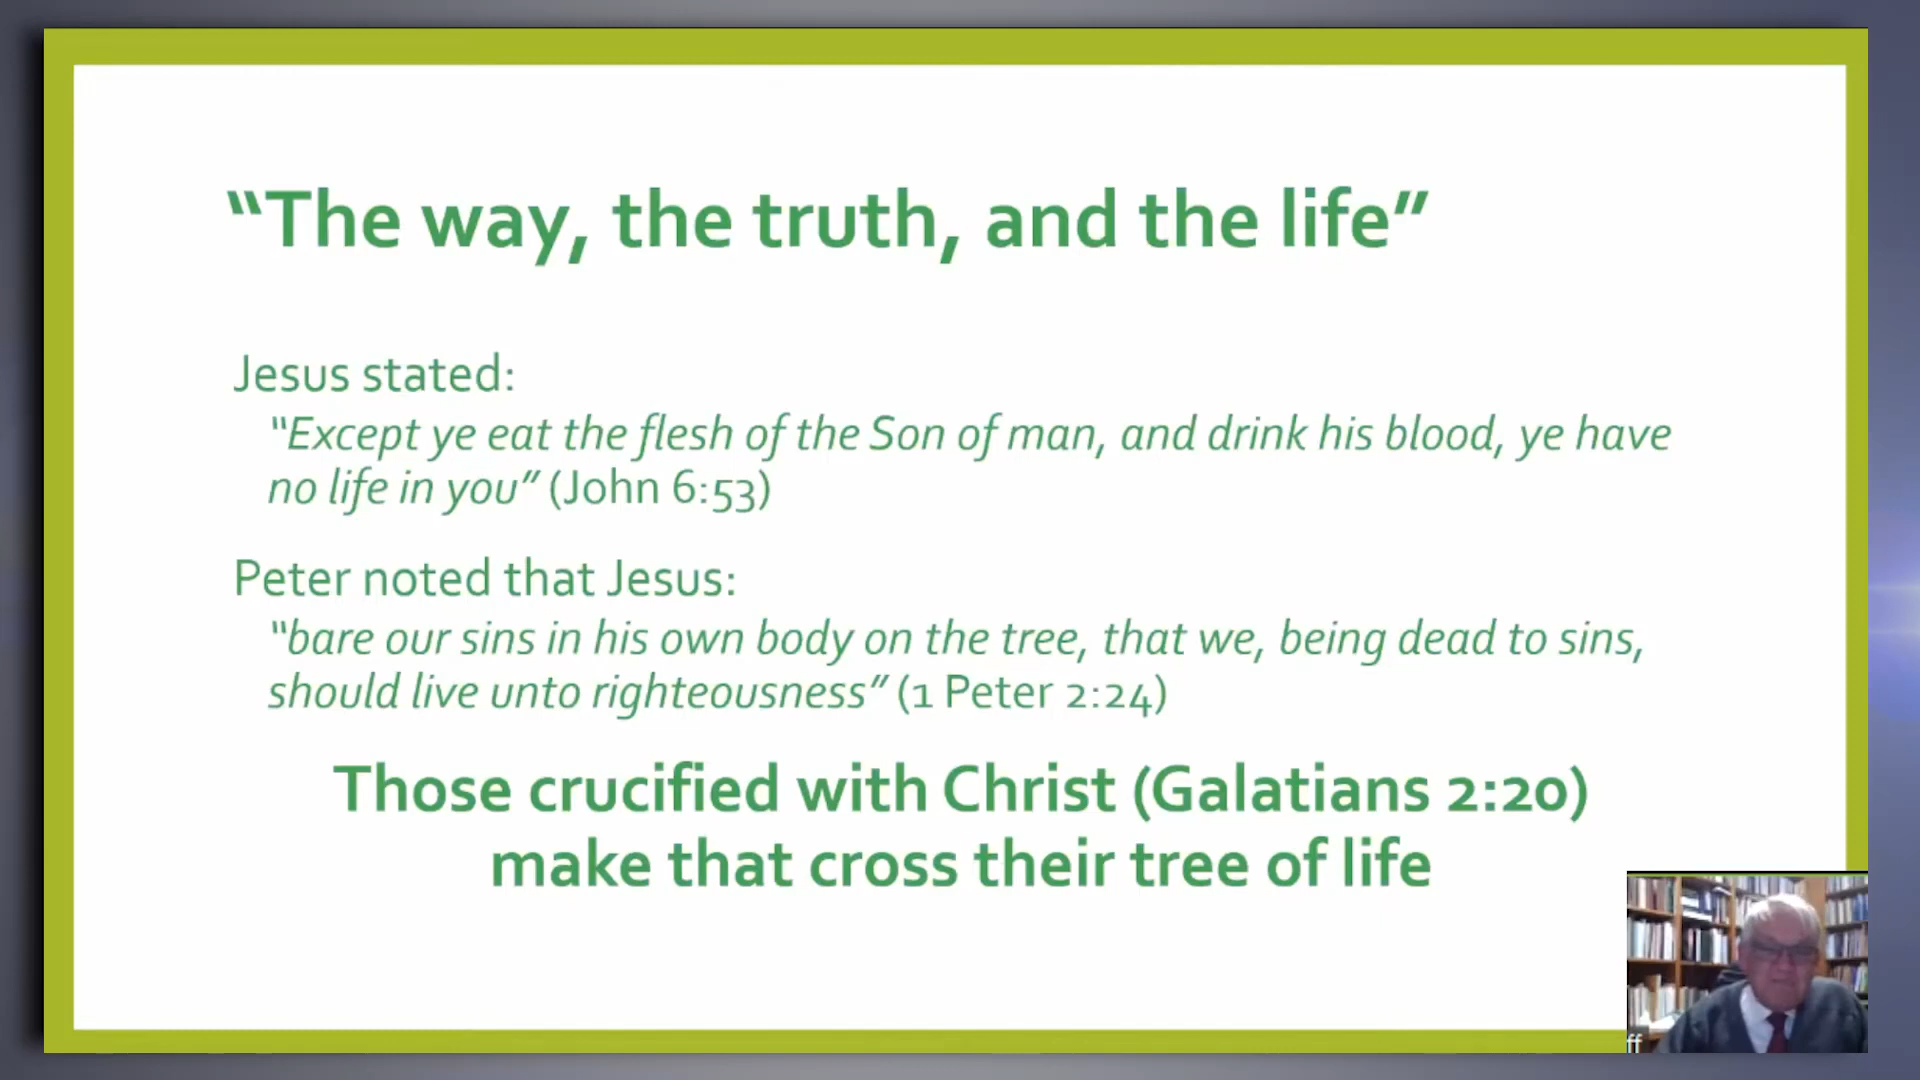 “The way, the truth, and the life”
Jesus stated:
“Except ye eat the flesh of the Son of man, and drink his blood, ye have
no life in you” (John 6:53)
Peter noted that Jesus:
“bare our sins in his own body on the tree, that we, being dead to sins,
should live unto righteousness” (1 Peter 2:24)
Those crucified with Christ (Galatians 2:20)
make that cross their tree of life
ff